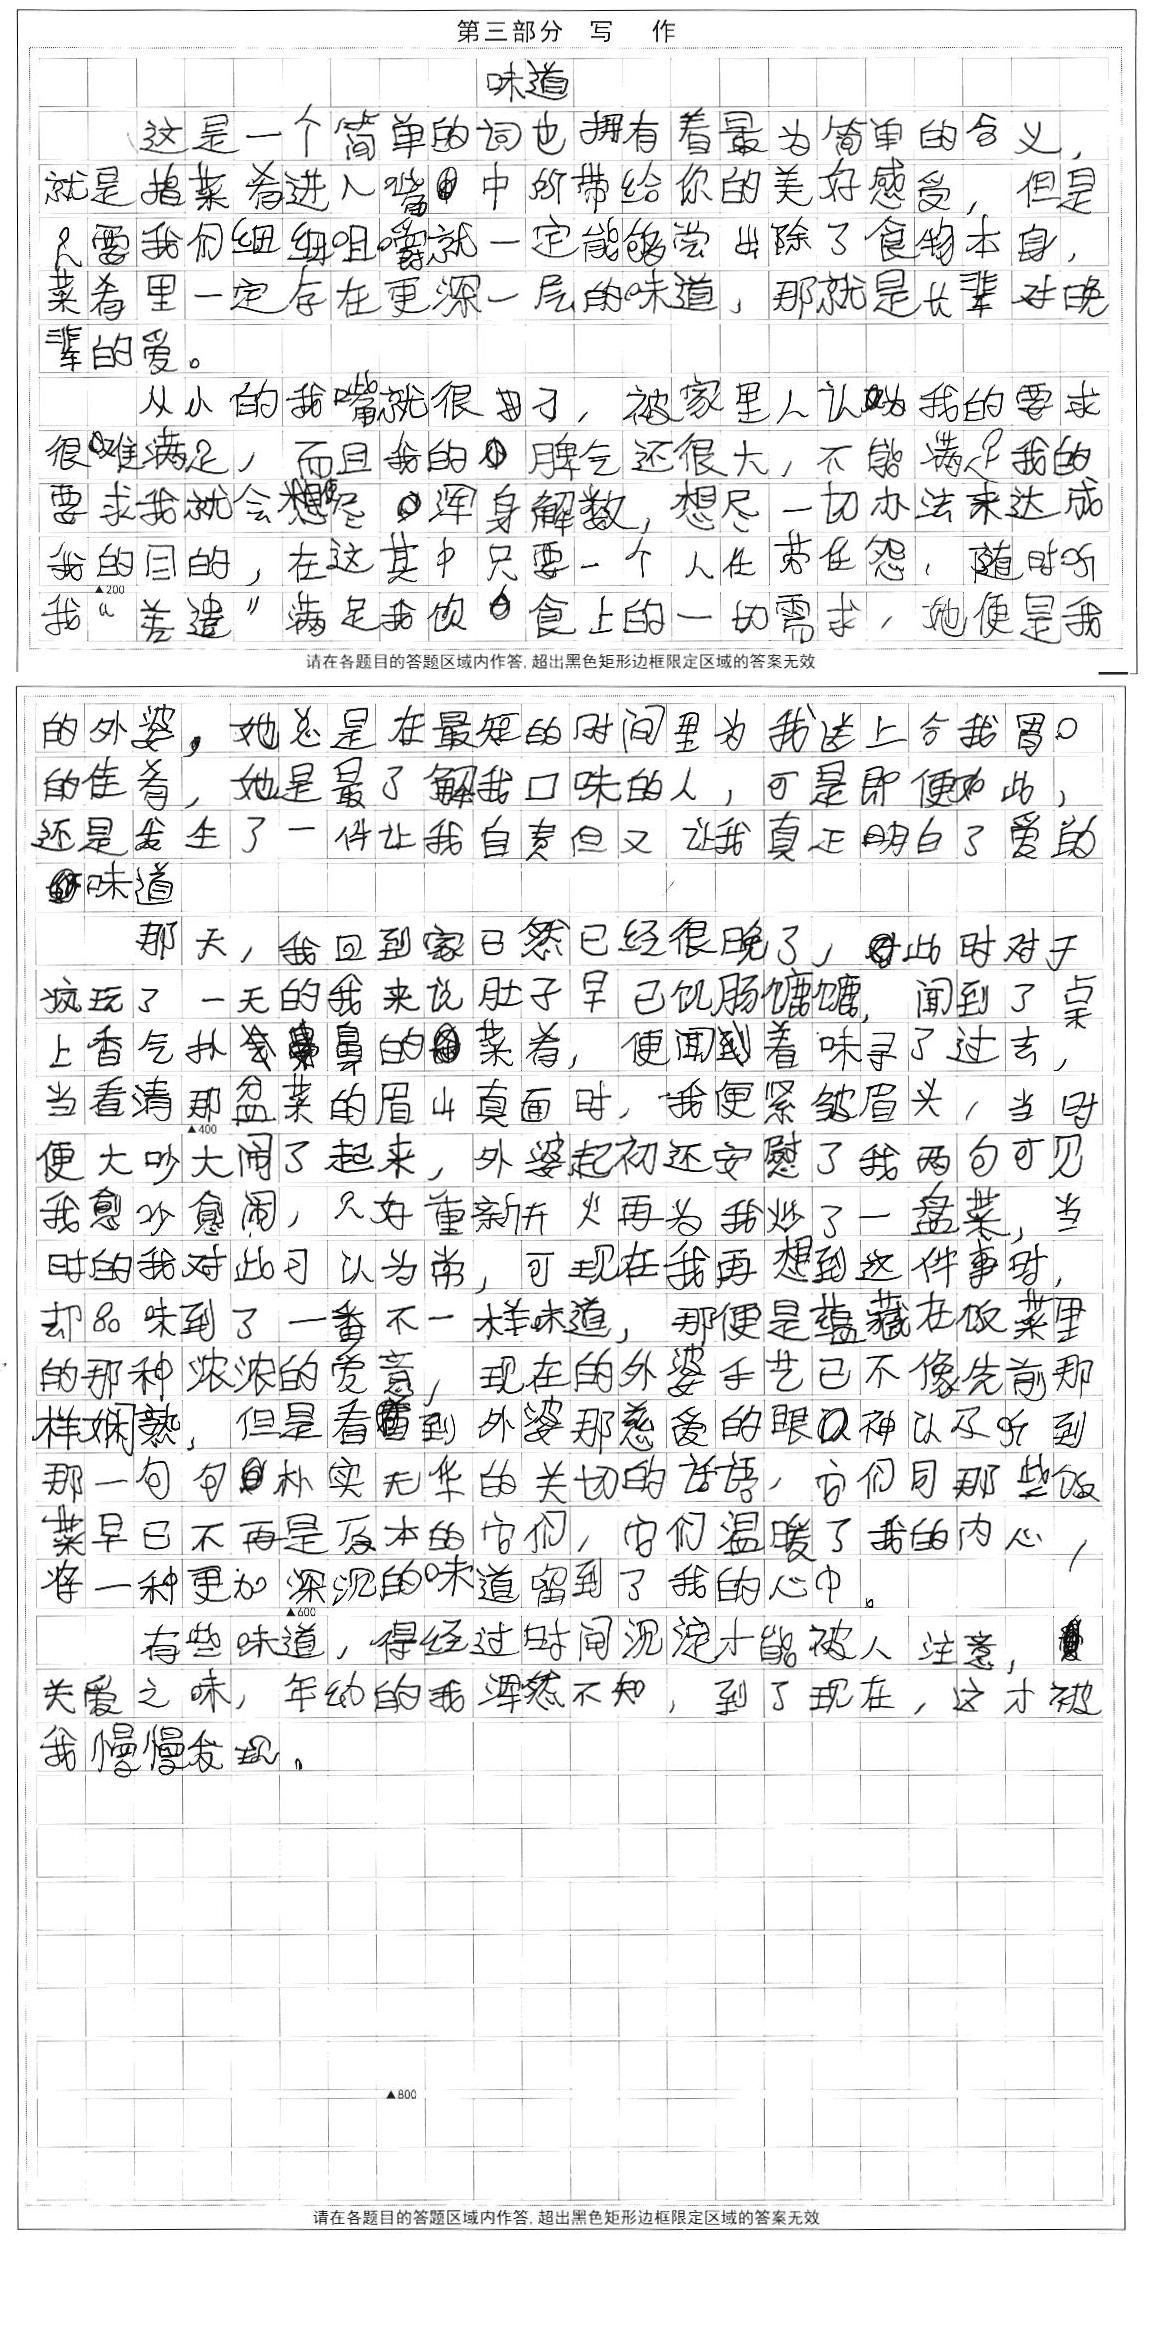 第三部分 写 作
味道
这是一个简单的词也拥有着最为简单的含义，
就是指菜肴进入嘴中所带给你的美好感受，但是
只要我们细细咀嚼就一定能够尝出除了食物本身，
菜肴里一定存在更深一层的味道，那就是长辈对晚
辈的爱。
从小的我嘴就很刁，被家里人认为我的要求
很难满足，而且我的脾气还很大，不能满足我的
要求我就会想尽浑身解数，想尽一切办法来达成
我的目的，在这其中只要一个人任劳任怨，随时听
▲200
我“差遣”满足我饮食上的一切需求，她便是我
请在各题目的答题区域内作答，超出黑色矩形边框限定区域的答案无效
的外婆，她总是在最短的时间里为我送上合我胃口
的佳肴，她是最了解我口味的人，可是即便如此，
还是发生了一件让我自责但又让我真正明白了爱的
味道
那天，我回到家已然已经很晚了，此时对于
疯玩了一天的我来说肚子早已饥肠辘辘，闻到了桌
上香气扑鼻的菜肴，便闻到着味寻了过去，
当看清那盆菜的眉山真面时，我便紧皱眉头，当时
▲400
便大吵大闹了起来，外婆起初还安慰了我两句可见
我愈吵愈闹，只好重新开火再为我炒了一盘菜，当
时的我对此习以为常，可现在我再想到这件事时，
却品味到了一番不一样味道，那便是蕴藏在饭菜里
的那种浓浓的爱意，现在的外婆手艺已不像先前那
样娴熟，但是看到外婆那慈爱的眼神以及听到
那一句句朴实无华的关切的话语，它们同那些饭
菜早已不再是原本的它们，它们温暖了我的内心，
将一种更加深沉的味道留到了我的心中。
▲600
有些味道，得经过时间沉淀才能被人注意，
关爱之味，年幼的我浑然不知，到了现在，这才被
我慢慢发现。
▲800
请在各题目的答题区域内作答，超出黑色矩形边框限定区域的答案无效